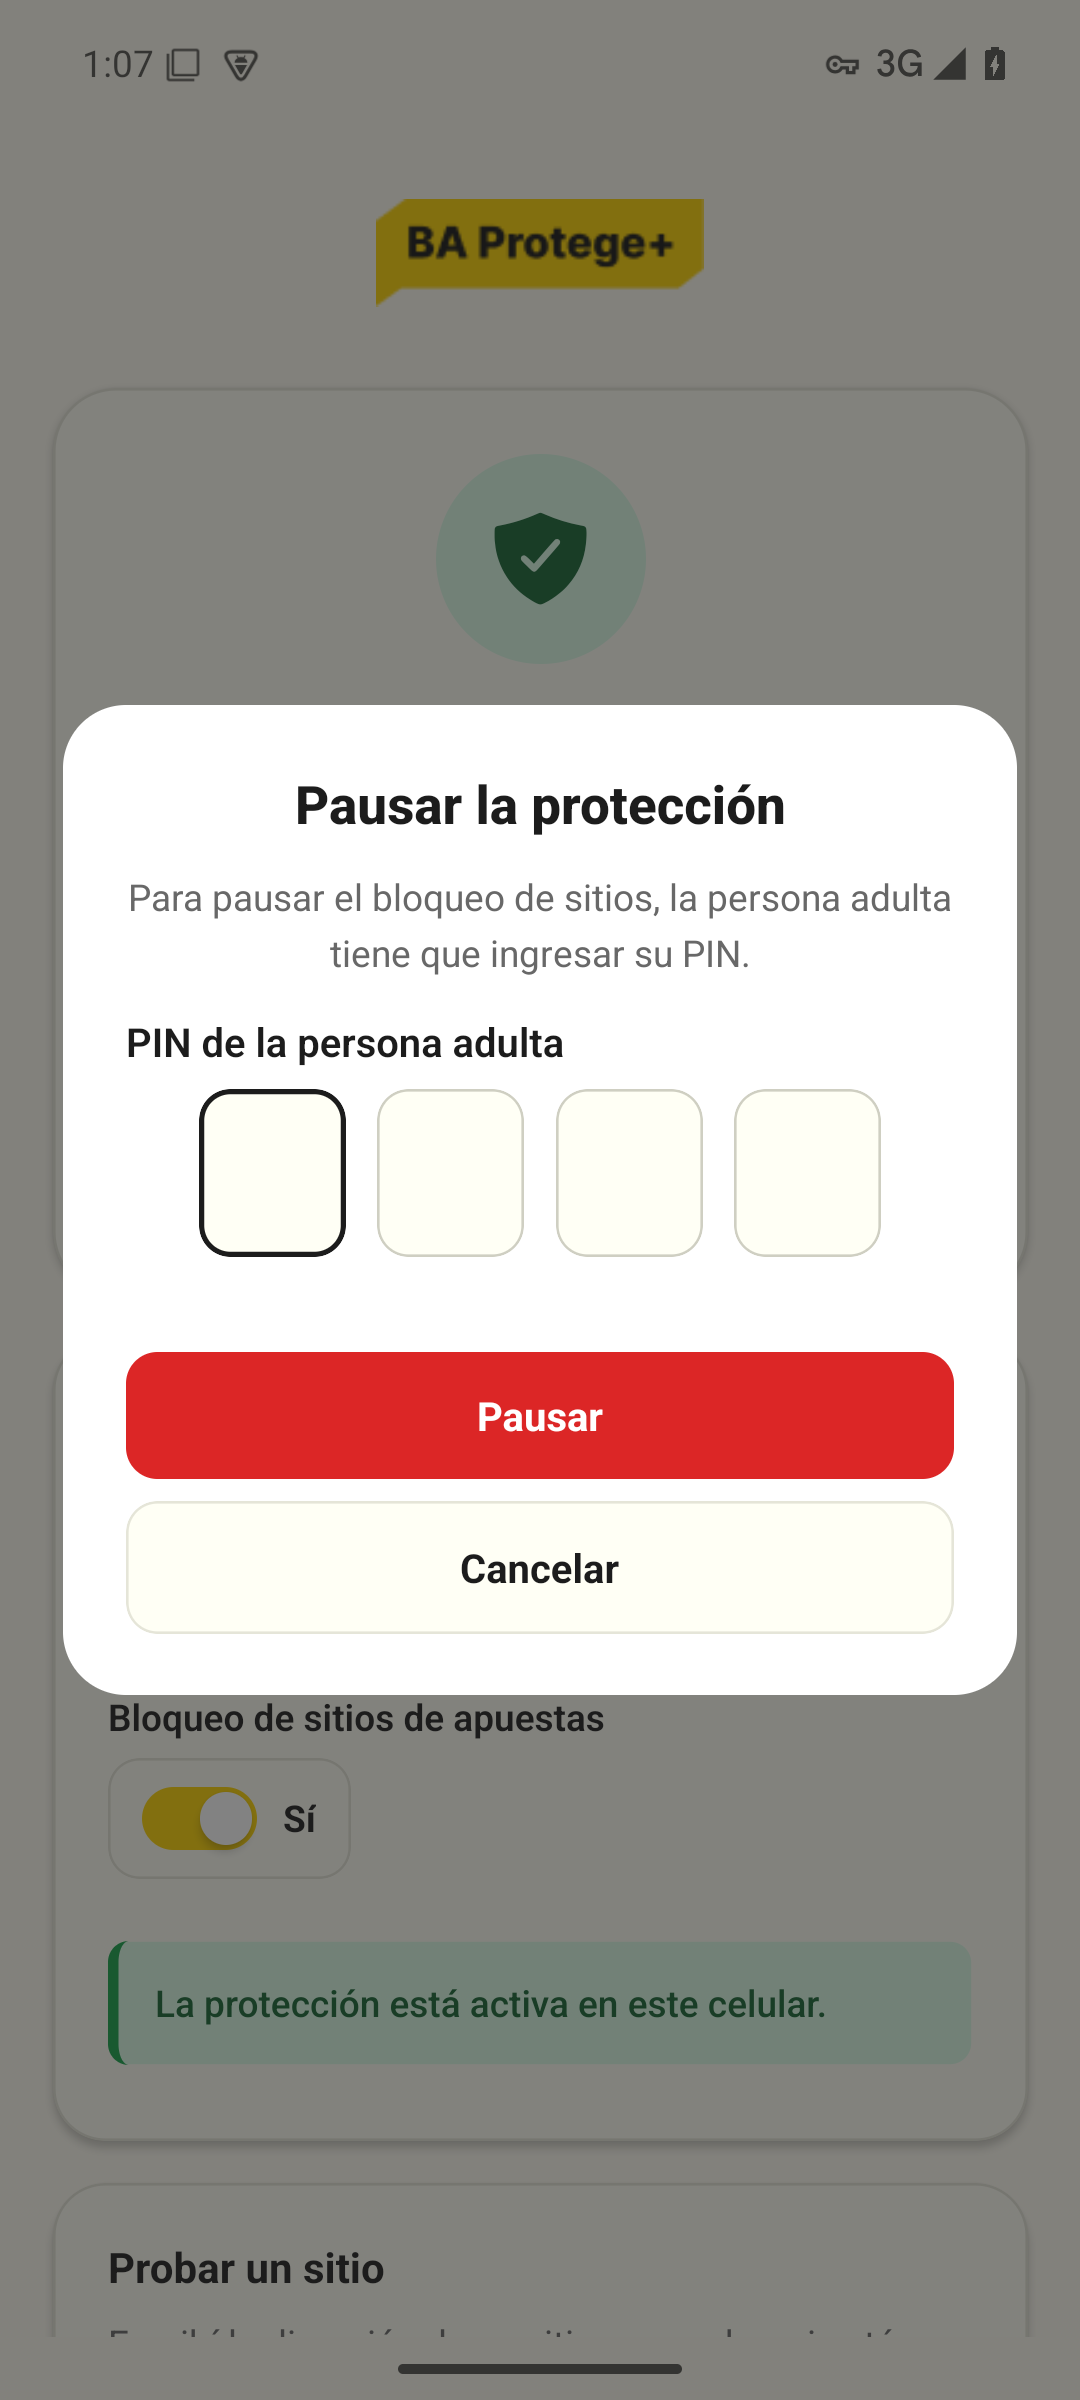 1:07
3G
BA Protege+
Pausar la protección
Para pausar el bloqueo de sitios, la persona adulta
tiene que ingresar su PIN.
PIN de la persona adulta
Pausar
Cancelar
Bloqueo de sitios de apuestas
Sí
La protección está activa en este celular.
Probar un sitio